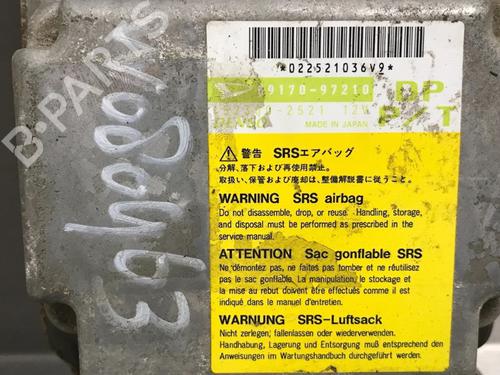 *022521036V9*
89170-97210
DP
-2521 12V
P/T
DENSO
MADE IN JAPAN
警告 SRSエアバッグ
分解、落下および再使用禁止。
取扱い、保管および廃却は、整備解説書に従うこと。
WARNING SRS airbag
Do not disassemble, drop, or reuse. Handling, storage,
and disposal must be performed as prescribed in the
service manual.
ATTENTION Sac gonflable SRS
Ne démontez pas, ne faites pas tomber et ne réutilisez
pas le sac gonflable. La manipulation, le stockage et
la mise au rebut doivent être effectués comme il est
indiqué dans le manuel d'entretien.
WARNUNG SRS-Luftsack
Nicht zerlegen, fallenlassen oder wiederverwenden.
Handhabung, Lagerung und Entsorgung muß entsprechend den
Anweisungen im Wartungshandbuch durchgeführt werden.
B-PARTS